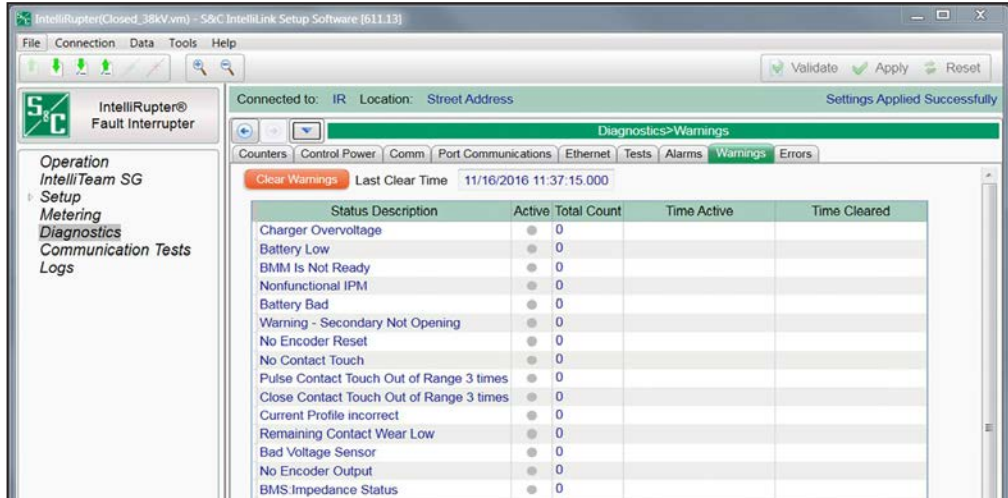 IntelliRupter(Closed_38kV.vm) - S&C IntelliLink Setup Software [611.13]
File Connection Data Tools Help
Validate Apply Reset
S&C
IntelliRupter®
Fault Interrupter
Connected to: IR Location: Street Address Settings Applied Successfully
Diagnostics>Warnings
Counters Control Power Comm Port Communications Ethernet Tests Alarms Warnings Errors
Operation
IntelliTeam SG
Setup
Metering
Diagnostics
Communication Tests
Logs
Clear Warnings Last Clear Time 11/16/2016 11:37:15.000
Status Description Active Total Count Time Active Time Cleared
Charger Overvoltage 0
Battery Low 0
BMM Is Not Ready 0
Nonfunctional IPM 0
Battery Bad 0
Warning - Secondary Not Opening 0
No Encoder Reset 0
No Contact Touch 0
Pulse Contact Touch Out of Range 3 times 0
Close Contact Touch Out of Range 3 times 0
Current Profile incorrect 0
Remaining Contact Wear Low 0
Bad Voltage Sensor 0
No Encoder Output 0
BMS:Impedance Status 0